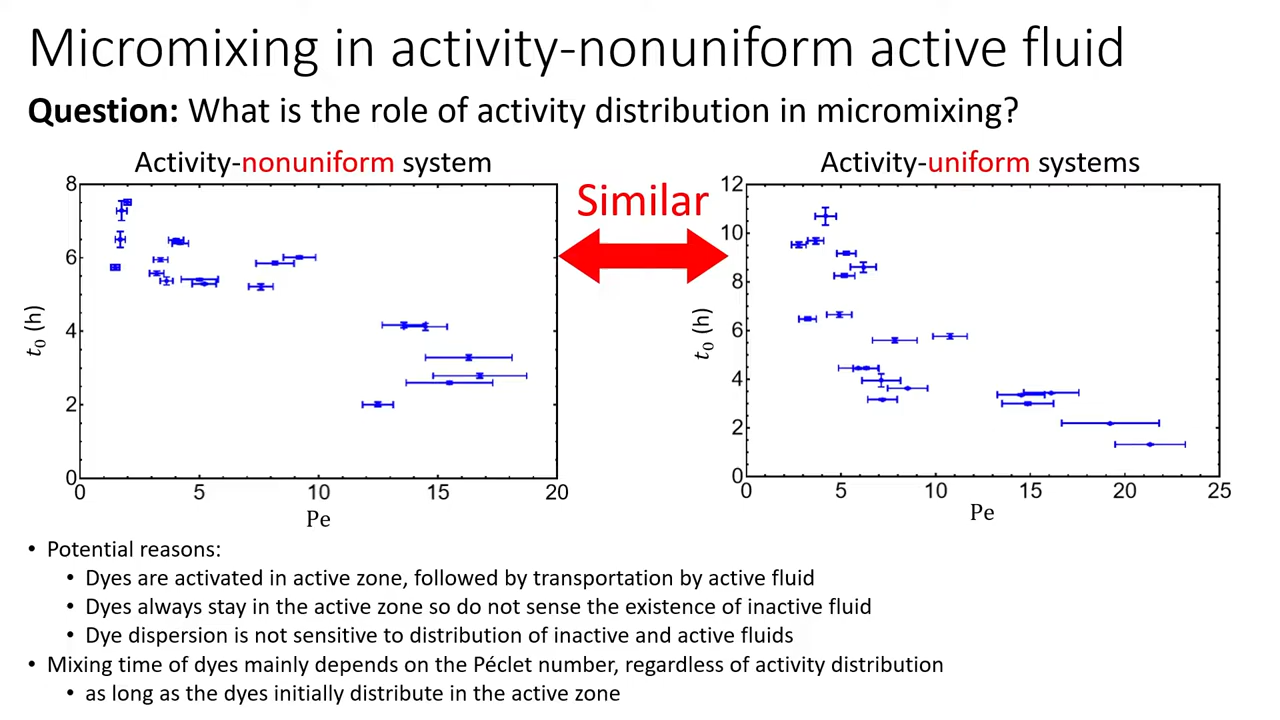 Micromixing in activity-nonuniform active fluid
Question: What is the role of activity distribution in micromixing?
Activity-nonuniform system
8
6
4
2
0
t₀ (h)
0 5 10 15 20
Pe
Similar
Activity-uniform systems
12
10
8
6
4
2
0
t₀ (h)
0 5 10 15 20 25
Pe
• Potential reasons:
• Dyes are activated in active zone, followed by transportation by active fluid
• Dyes always stay in the active zone so do not sense the existence of inactive fluid
• Dye dispersion is not sensitive to distribution of inactive and active fluids
• Mixing time of dyes mainly depends on the Péclet number, regardless of activity distribution
• as long as the dyes initially distribute in the active zone